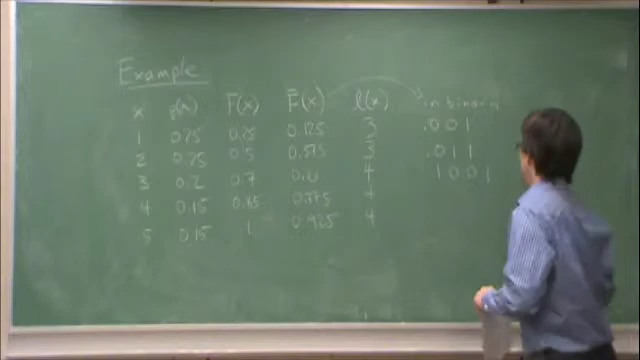 Example
x p(x) F(x) F̄(x) l(x) in binary
1 0.25 0.25 0.125 3 .001
2 0.25 0.5 0.375 3 .011
3 0.2 0.7 0.6 4 1001
4 0.15 0.85 0.775 4
5 0.15 1 0.925 4